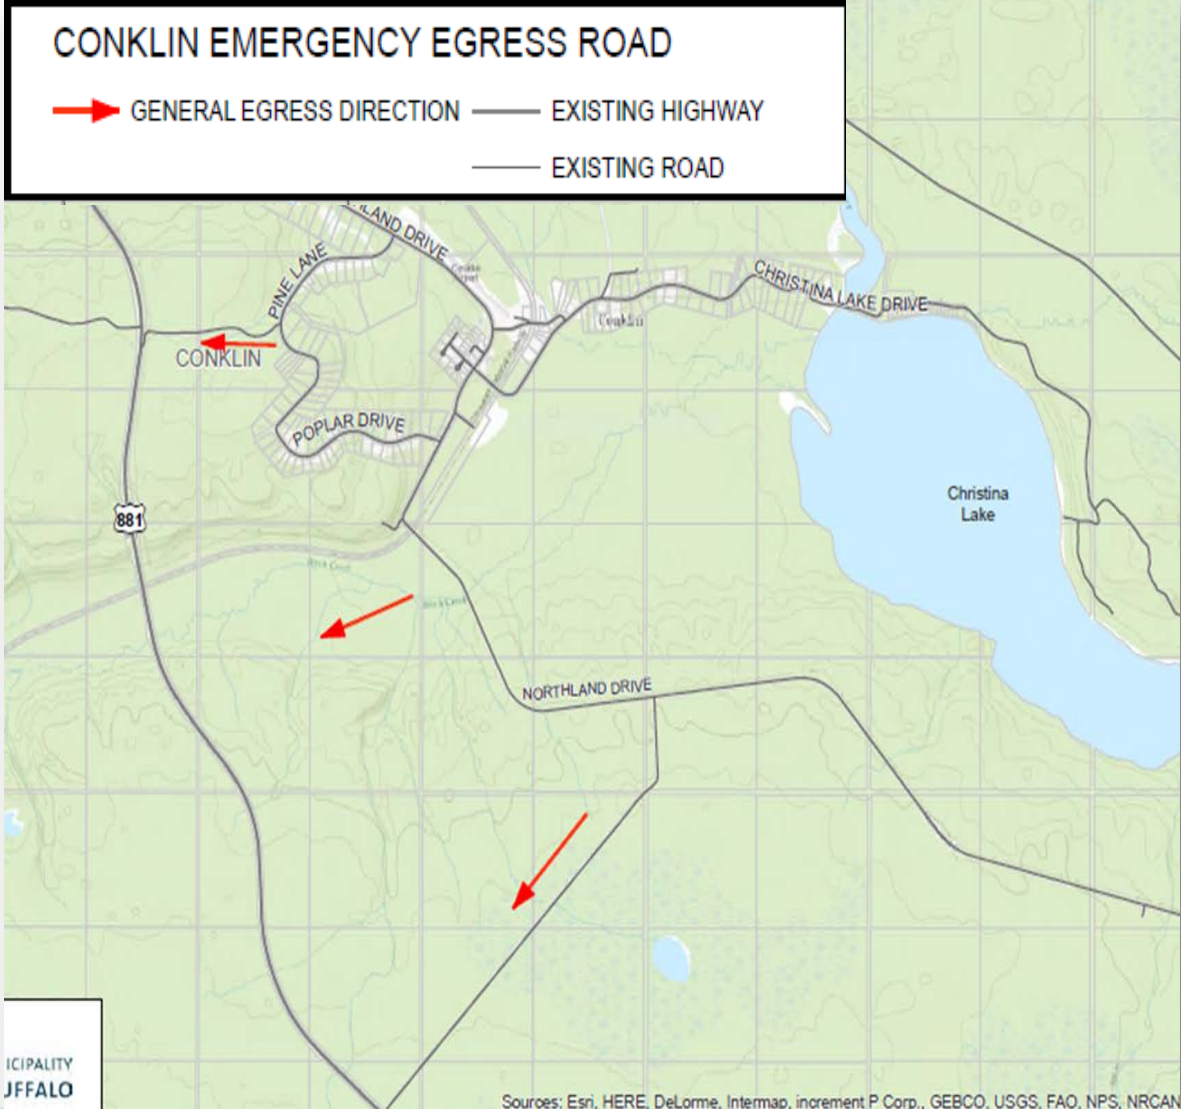 CONKLIN EMERGENCY EGRESS ROAD
GENERAL EGRESS DIRECTION
EXISTING HIGHWAY
EXISTING ROAD
LAND DRIVE
PINE LANE
CHRISTINA LAKE DRIVE
Conklin
CONKLIN
POPLAR DRIVE
Christina
Lake
881
NORTHLAND DRIVE
ICIPALITY
UFFALO
Sources: Esri, HERE, DeLorme, Intermap, increment P Corp., GEBCO, USGS, FAO, NPS, NRCAN